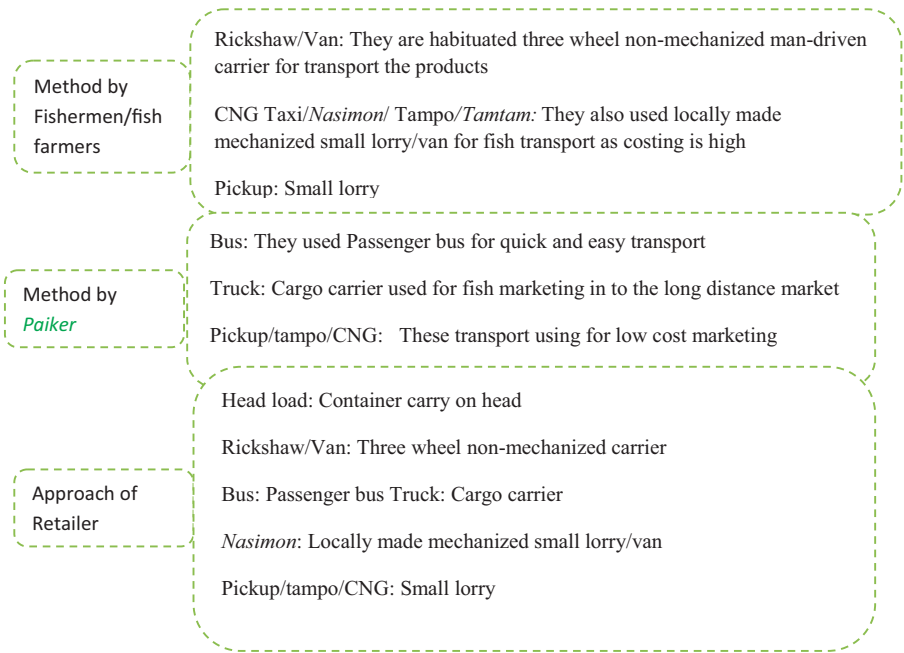 Method by
Fishermen/fish
farmers
Rickshaw/Van: They are habituated three wheel non-mechanized man-driven
carrier for transport the products
CNG Taxi/Nasimon/ Tampo/Tamtam: They also used locally made
mechanized small lorry/van for fish transport as costing is high
Pickup: Small lorry
Method by
Paiker
Bus: They used Passenger bus for quick and easy transport
Truck: Cargo carrier used for fish marketing in to the long distance market
Pickup/tampo/CNG: These transport using for low cost marketing
Approach of
Retailer
Head load: Container carry on head
Rickshaw/Van: Three wheel non-mechanized carrier
Bus: Passenger bus Truck: Cargo carrier
Nasimon: Locally made mechanized small lorry/van
Pickup/tampo/CNG: Small lorry